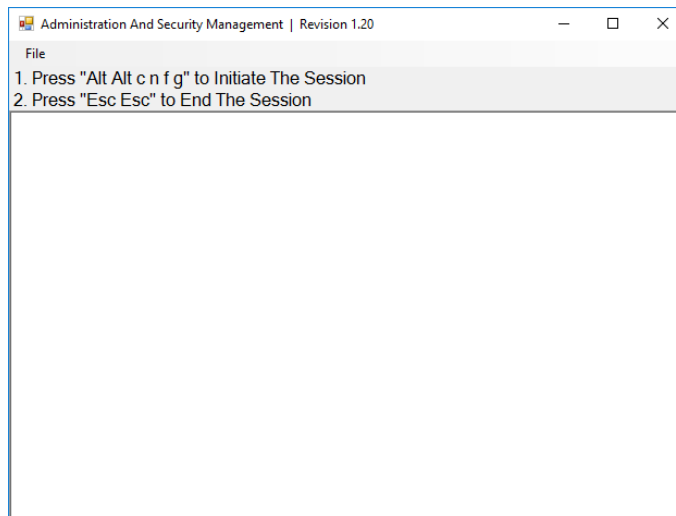 Administration And Security Management | Revision 1.20
File
1. Press "Alt Alt c n f g" to Initiate The Session
2. Press "Esc Esc" to End The Session